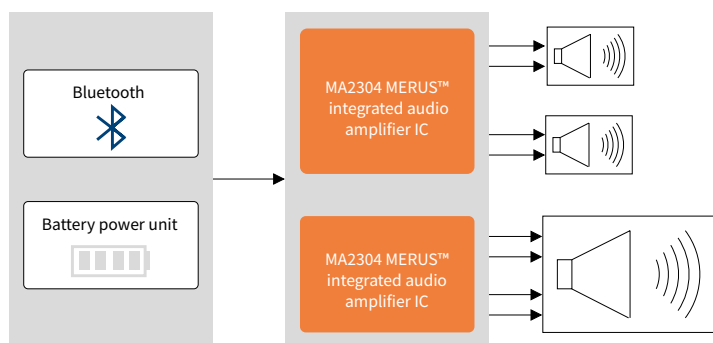 Bluetooth
Battery power unit
MA2304 MERUS™
integrated audio
amplifier IC
MA2304 MERUS™
integrated audio
amplifier IC